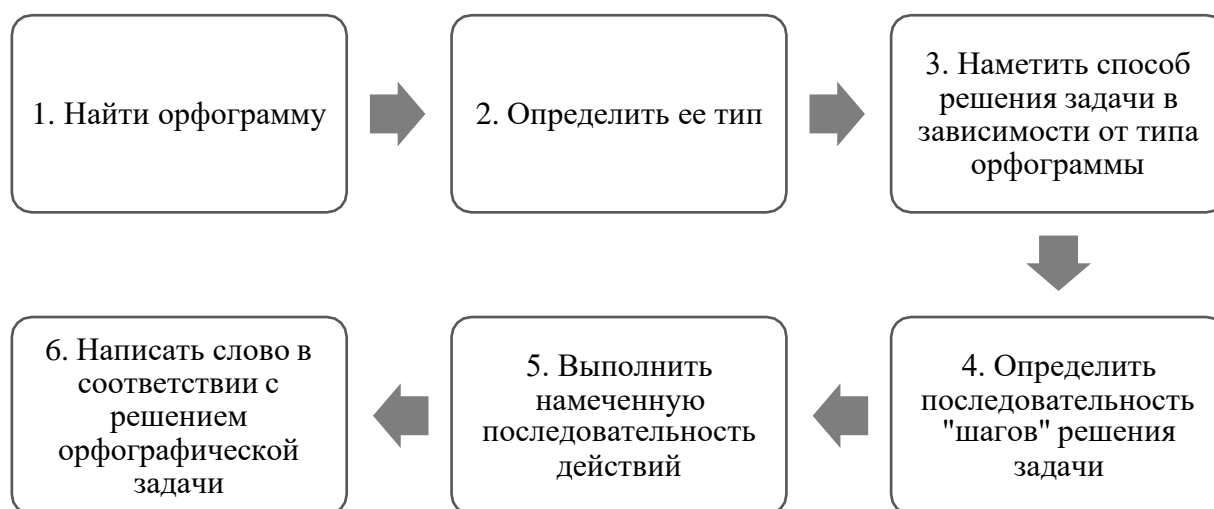 1. Найти орфограмму
2. Определить ее тип
3. Наметить способ
решения задачи в
зависимости от типа
орфограммы
4. Определить
последовательность
"шагов" решения
задачи
5. Выполнить
намеченную
последовательность
действий
6. Написать слово в
соответствии с
решением
орфографической
задачи